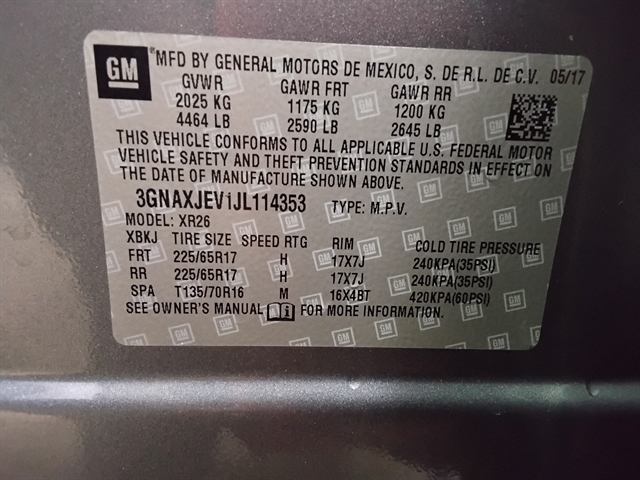 GM ® MFD BY GENERAL MOTORS DE MEXICO, S. DE R.L. DE C.V. 05/17
GVWR GAWR FRT GAWR RR
2025 KG 1175 KG 1200 KG
4464 LB 2590 LB 2645 LB
THIS VEHICLE CONFORMS TO ALL APPLICABLE U.S. FEDERAL MOTOR
VEHICLE SAFETY AND THEFT PREVENTION STANDARDS IN EFFECT ON
THE DATE OF MANUFACTURE SHOWN ABOVE.
3GNAXJEV1JL114353 TYPE: M.P.V.
MODEL: XR26
XBKJ TIRE SIZE SPEED RTG RIM COLD TIRE PRESSURE
FRT 225/65R17 H 17X7J 240KPA(35PSI)
RR 225/65R17 H 17X7J 240KPA(35PSI)
SPA T135/70R16 M 16X4BT 420KPA(60PSI)
SEE OWNER'S MANUAL FOR MORE INFORMATION.